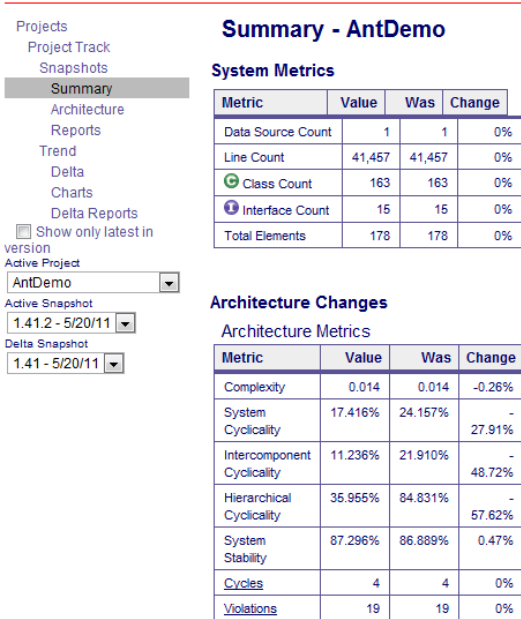 Projects
Project Track
Snapshots
Summary
Architecture
Reports
Trend
Delta
Charts
Delta Reports
Show only latest in
version
Active Project
AntDemo
Active Snapshot
1.41.2 - 5/20/11
Delta Snapshot
1.41 - 5/20/11
Summary - AntDemo
System Metrics
Metric Value Was Change
Data Source Count 1 1 0%
Line Count 41,457 41,457 0%
C Class Count 163 163 0%
I Interface Count 15 15 0%
Total Elements 178 178 0%
Architecture Changes
Architecture Metrics
Metric Value Was Change
Complexity 0.014 0.014 -0.26%
System 17.416% 24.157% -
Cyclicality 27.91%
Intercomponent 11.236% 21.910% -
Cyclicality 48.72%
Hierarchical 35.955% 84.831% -
Cyclicality 57.62%
System 87.296% 86.889% 0.47%
Stability
Cycles 4 4 0%
Violations 19 19 0%